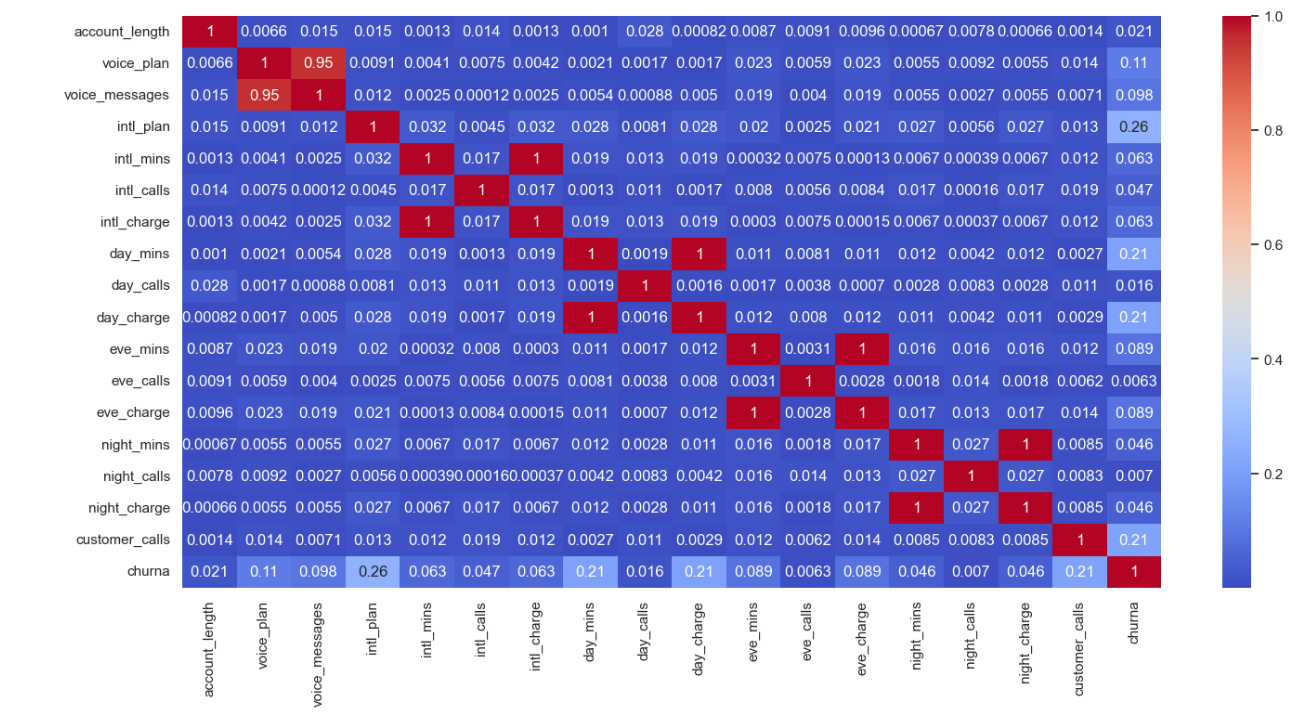 account_length 1 0.0066 0.015 0.015 0.0013 0.014 0.0013 0.001 0.028 0.00082 0.0087 0.0091 0.0096 0.00067 0.0078 0.00066 0.0014 0.021
voice_plan 0.0066 1 0.95 0.0091 0.0041 0.0075 0.0042 0.0021 0.0017 0.0017 0.023 0.0059 0.023 0.0055 0.0092 0.0055 0.014 0.11
voice_messages 0.015 0.95 1 0.012 0.0025 0.00012 0.0025 0.0054 0.00088 0.005 0.019 0.004 0.019 0.0055 0.0027 0.0055 0.0071 0.098
intl_plan 0.015 0.0091 0.012 1 0.032 0.0045 0.032 0.028 0.0081 0.028 0.02 0.0025 0.021 0.027 0.0056 0.027 0.013 0.26
intl_mins 0.0013 0.0041 0.0025 0.032 1 0.017 1 0.019 0.013 0.019 0.00032 0.0075 0.00013 0.0067 0.00039 0.0067 0.012 0.063
intl_calls 0.014 0.0075 0.00012 0.0045 0.017 1 0.017 0.0013 0.011 0.0017 0.008 0.0056 0.0084 0.017 0.00016 0.017 0.019 0.047
intl_charge 0.0013 0.0042 0.0025 0.032 1 0.017 1 0.019 0.013 0.019 0.0003 0.0075 0.00015 0.0067 0.00037 0.0067 0.012 0.063
day_mins 0.001 0.0021 0.0054 0.028 0.019 0.0013 0.019 1 0.0019 1 0.011 0.0081 0.011 0.012 0.0042 0.012 0.0027 0.21
day_calls 0.028 0.0017 0.00088 0.0081 0.013 0.011 0.013 0.0019 1 0.0016 0.0017 0.0038 0.0007 0.0028 0.0083 0.0028 0.011 0.016
day_charge 0.00082 0.0017 0.005 0.028 0.019 0.0017 0.019 1 0.0016 1 0.012 0.008 0.012 0.011 0.0042 0.011 0.0029 0.21
eve_mins 0.0087 0.023 0.019 0.02 0.00032 0.008 0.0003 0.011 0.0017 0.012 1 0.0031 1 0.016 0.016 0.016 0.012 0.089
eve_calls 0.0091 0.0059 0.004 0.0025 0.0075 0.0056 0.0075 0.0081 0.0038 0.008 0.0031 1 0.0028 0.0018 0.014 0.0018 0.0062 0.0063
eve_charge 0.0096 0.023 0.019 0.021 0.00013 0.0084 0.00015 0.011 0.0007 0.012 1 0.0028 1 0.017 0.013 0.017 0.014 0.089
night_mins 0.00067 0.0055 0.0055 0.027 0.0067 0.017 0.0067 0.012 0.0028 0.011 0.016 0.0018 0.017 1 0.027 1 0.0085 0.046
night_calls 0.0078 0.0092 0.0027 0.0056 0.00039 0.00016 0.00037 0.0042 0.0083 0.0042 0.016 0.014 0.013 0.027 1 0.027 0.0083 0.007
night_charge 0.00066 0.0055 0.0055 0.027 0.0067 0.017 0.0067 0.012 0.0028 0.011 0.016 0.0018 0.017 1 0.027 1 0.0085 0.046
customer_calls 0.0014 0.014 0.0071 0.013 0.012 0.019 0.012 0.0027 0.011 0.0029 0.012 0.0062 0.014 0.0085 0.0083 0.0085 1 0.21
churna 0.021 0.11 0.098 0.26 0.063 0.047 0.063 0.21 0.016 0.21 0.089 0.0063 0.089 0.046 0.007 0.046 0.21 1
account_length voice_plan voice_messages intl_plan intl_mins intl_calls intl_charge day_mins day_calls day_charge eve_mins eve_calls eve_charge night_mins night_calls night_charge customer_calls churna
1.0
0.8
0.6
0.4
0.2